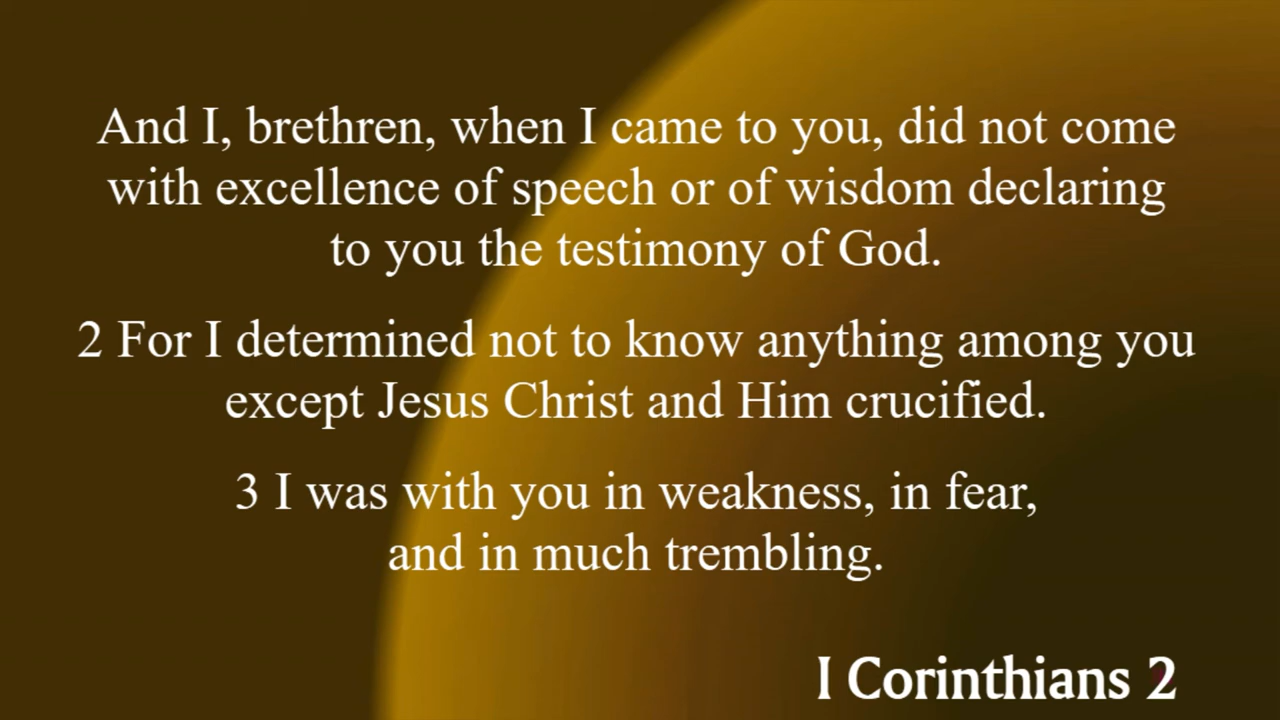 And I, brethren, when I came to you, did not come
with excellence of speech or of wisdom declaring
to you the testimony of God.
2 For I determined not to know anything among you
except Jesus Christ and Him crucified.
3 I was with you in weakness, in fear,
and in much trembling.
I Corinthians 2